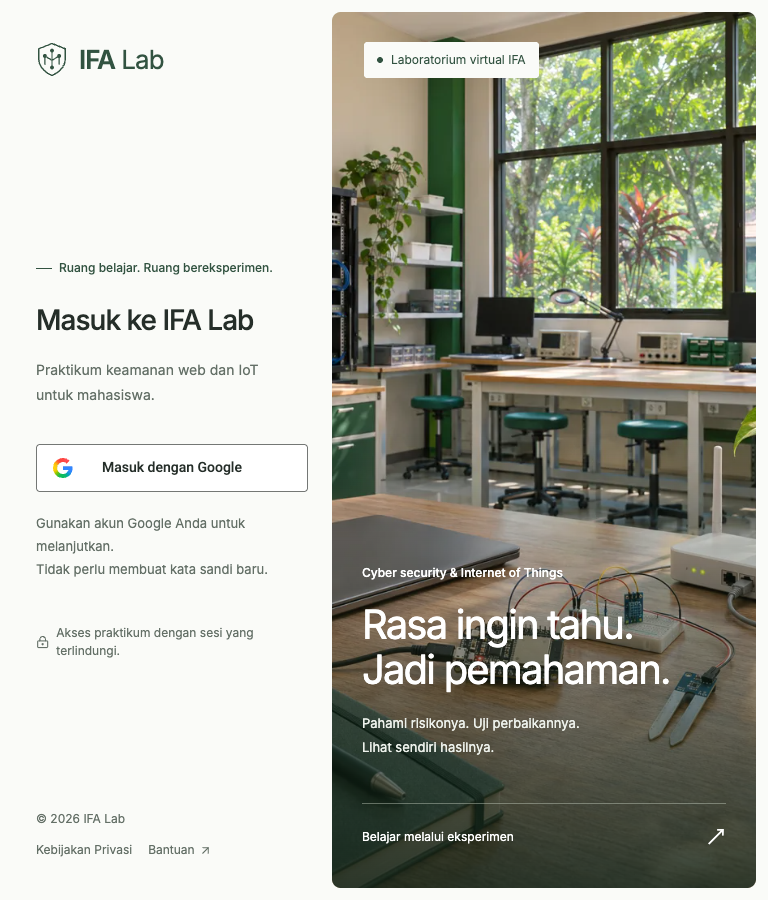 IFA Lab
Ruang belajar. Ruang bereksperimen.
Masuk ke IFA Lab
Praktikum keamanan web dan IoT
untuk mahasiswa.
Masuk dengan Google
Gunakan akun Google Anda untuk
melanjutkan.
Tidak perlu membuat kata sandi baru.
Akses praktikum dengan sesi yang
terlindungi.
© 2026 IFA Lab
Kebijakan Privasi Bantuan
Laboratorium virtual IFA
Cyber security & Internet of Things
Rasa ingin tahu.
Jadi pemahaman.
Pahami risikonya. Uji perbaikannya.
Lihat sendiri hasilnya.
Belajar melalui eksperimen